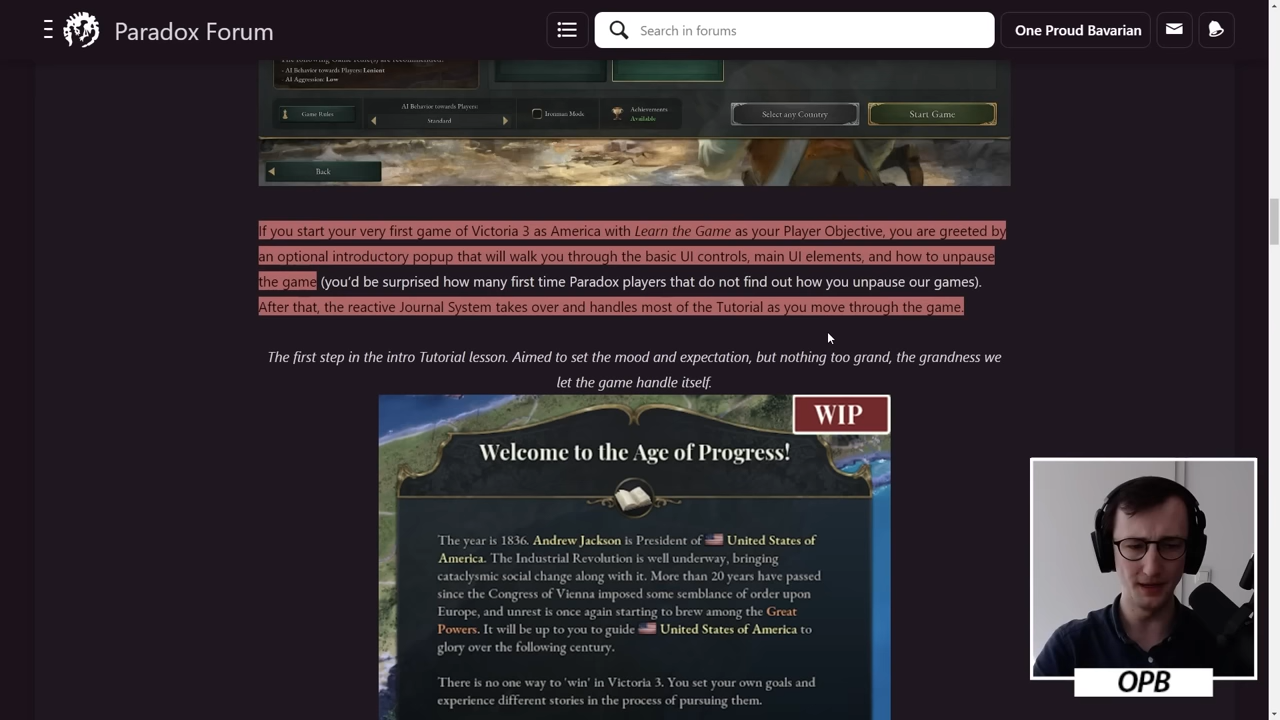 Paradox Forum
Search in forums
One Proud Bavarian
- AI Behavior towards Players: Lenient
- AI Aggression: Low
Game Rules
AI Behavior towards Players:
Standard
Ironman Mode
Achievements
Available
Select any Country
Start Game
Back
If you start your very first game of Victoria 3 as America with Learn the Game as your Player Objective, you are greeted by
an optional introductory popup that will walk you through the basic UI controls, main UI elements, and how to unpause
the game (you’d be surprised how many first time Paradox players that do not find out how you unpause our games).
After that, the reactive Journal System takes over and handles most of the Tutorial as you move through the game.
The first step in the intro Tutorial lesson. Aimed to set the mood and expectation, but nothing too grand, the grandness we
let the game handle itself.
WIP
Welcome to the Age of Progress!
The year is 1836. Andrew Jackson is President of United States of
America. The Industrial Revolution is well underway, bringing
cataclysmic social change along with it. More than 20 years have passed
since the Congress of Vienna imposed some semblance of order upon
Europe, and unrest is once again starting to brew among the Great
Powers. It will be up to you to guide United States of America to
glory over the following century.
There is no one way to 'win' in Victoria 3. You set your own goals and
experience different stories in the process of pursuing them.
OPB